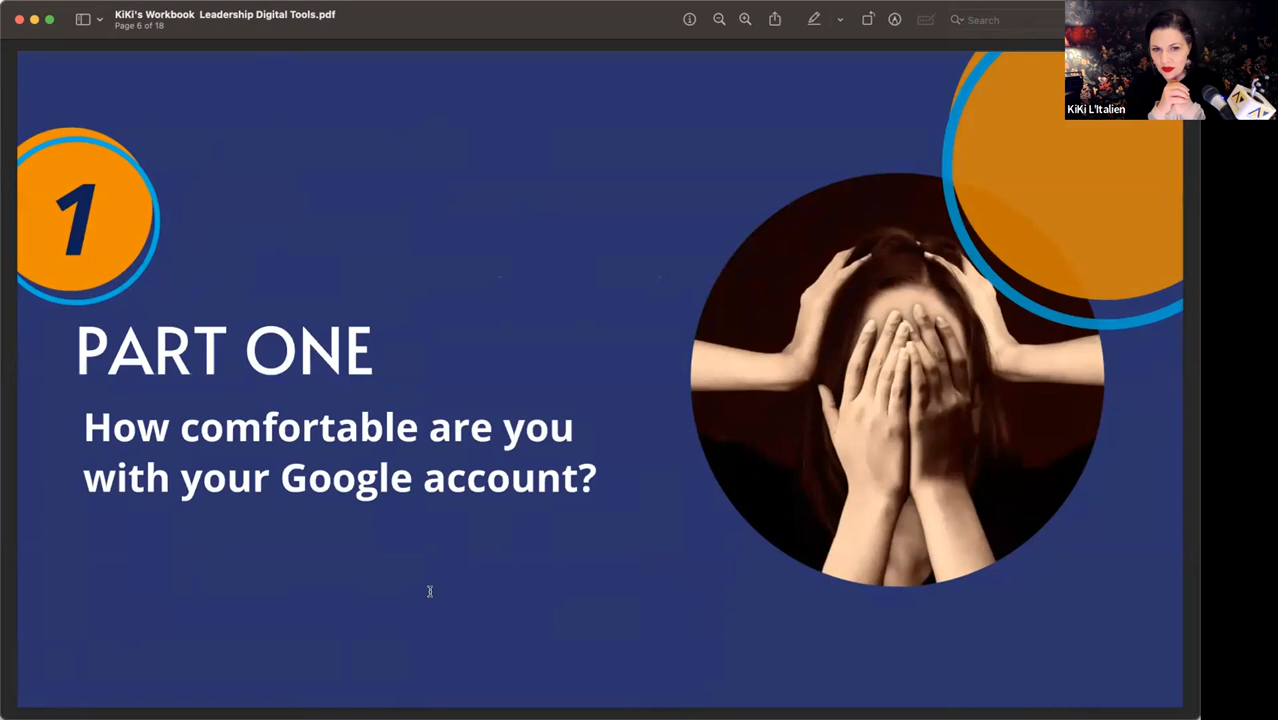 KiKi's Workbook Leadership Digital Tools.pdf
Page 6 of 18
Search
KiKi L'Italien
1
PART ONE
How comfortable are you
with your Google account?